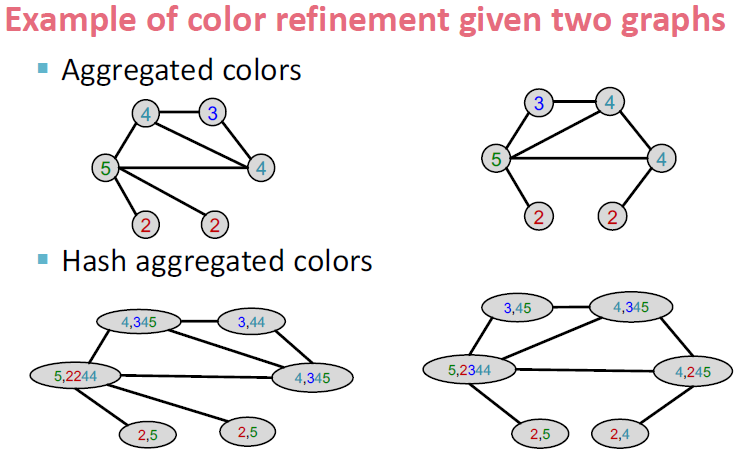 Example of color refinement given two graphs
Aggregated colors
4 3 3 4
5 4 5 4
2 2 2 2
Hash aggregated colors
4,345 3,44 3,45 4,345
5,2244 4,345 5,2344 4,245
2,5 2,5 2,5 2,4